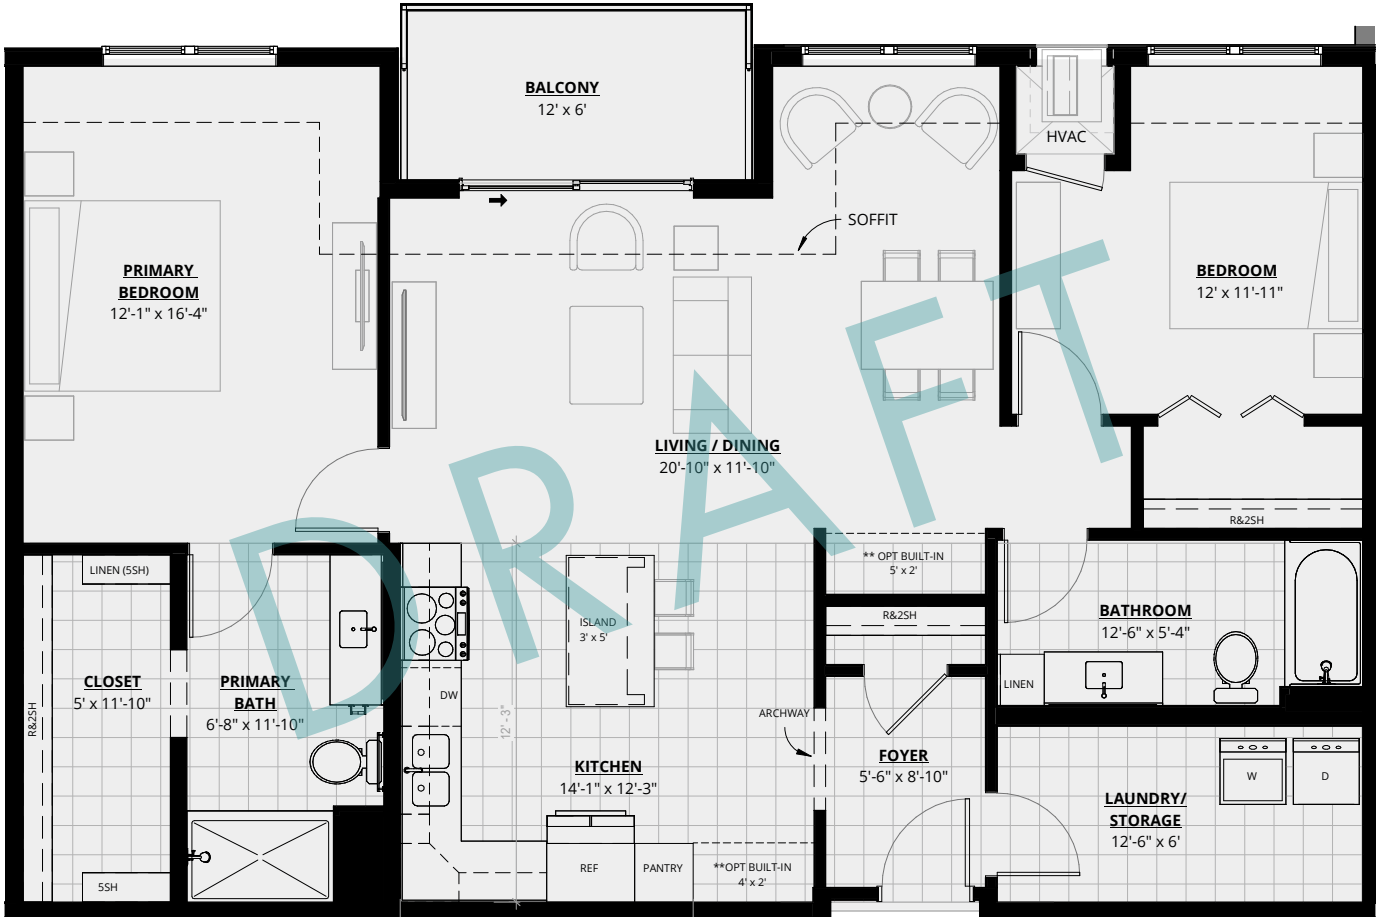 BALCONY
12' x 6'
HVAC
SOFFIT
PRIMARY
BEDROOM
12'-1" x 16'-4"
BEDROOM
12' x 11'-11"
LIVING / DINING
20'-10" x 11'-10"
R&2SH
** OPT BUILT-IN
5' x 2'
LINEN (5SH)
ISLAND
3' x 5'
R&2SH
BATHROOM
12'-6" x 5'-4"
CLOSET
5' x 11'-10"
PRIMARY
BATH
6'-8" x 11'-10"
DW
LINEN
R&2SH
12' - 3"
ARCHWAY
FOYER
5'-6" x 8'-10"
KITCHEN
14'-1" x 12'-3"
W
D
LAUNDRY/
STORAGE
12'-6" x 6'
REF
PANTRY
**OPT BUILT-IN
4' x 2'
5SH
DRAFT